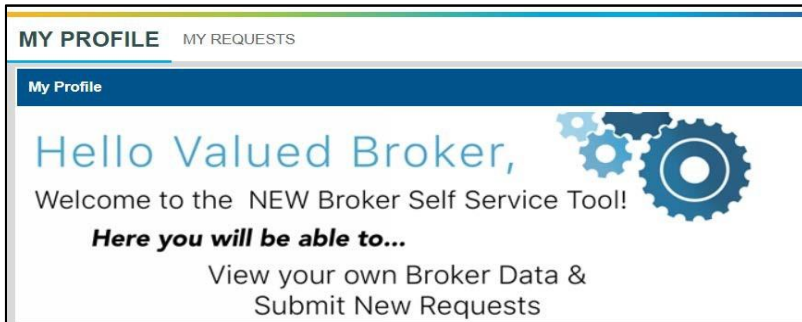 MY PROFILE MY REQUESTS
My Profile
Hello Valued Broker,
Welcome to the NEW Broker Self Service Tool!
Here you will be able to...
View your own Broker Data &
Submit New Requests